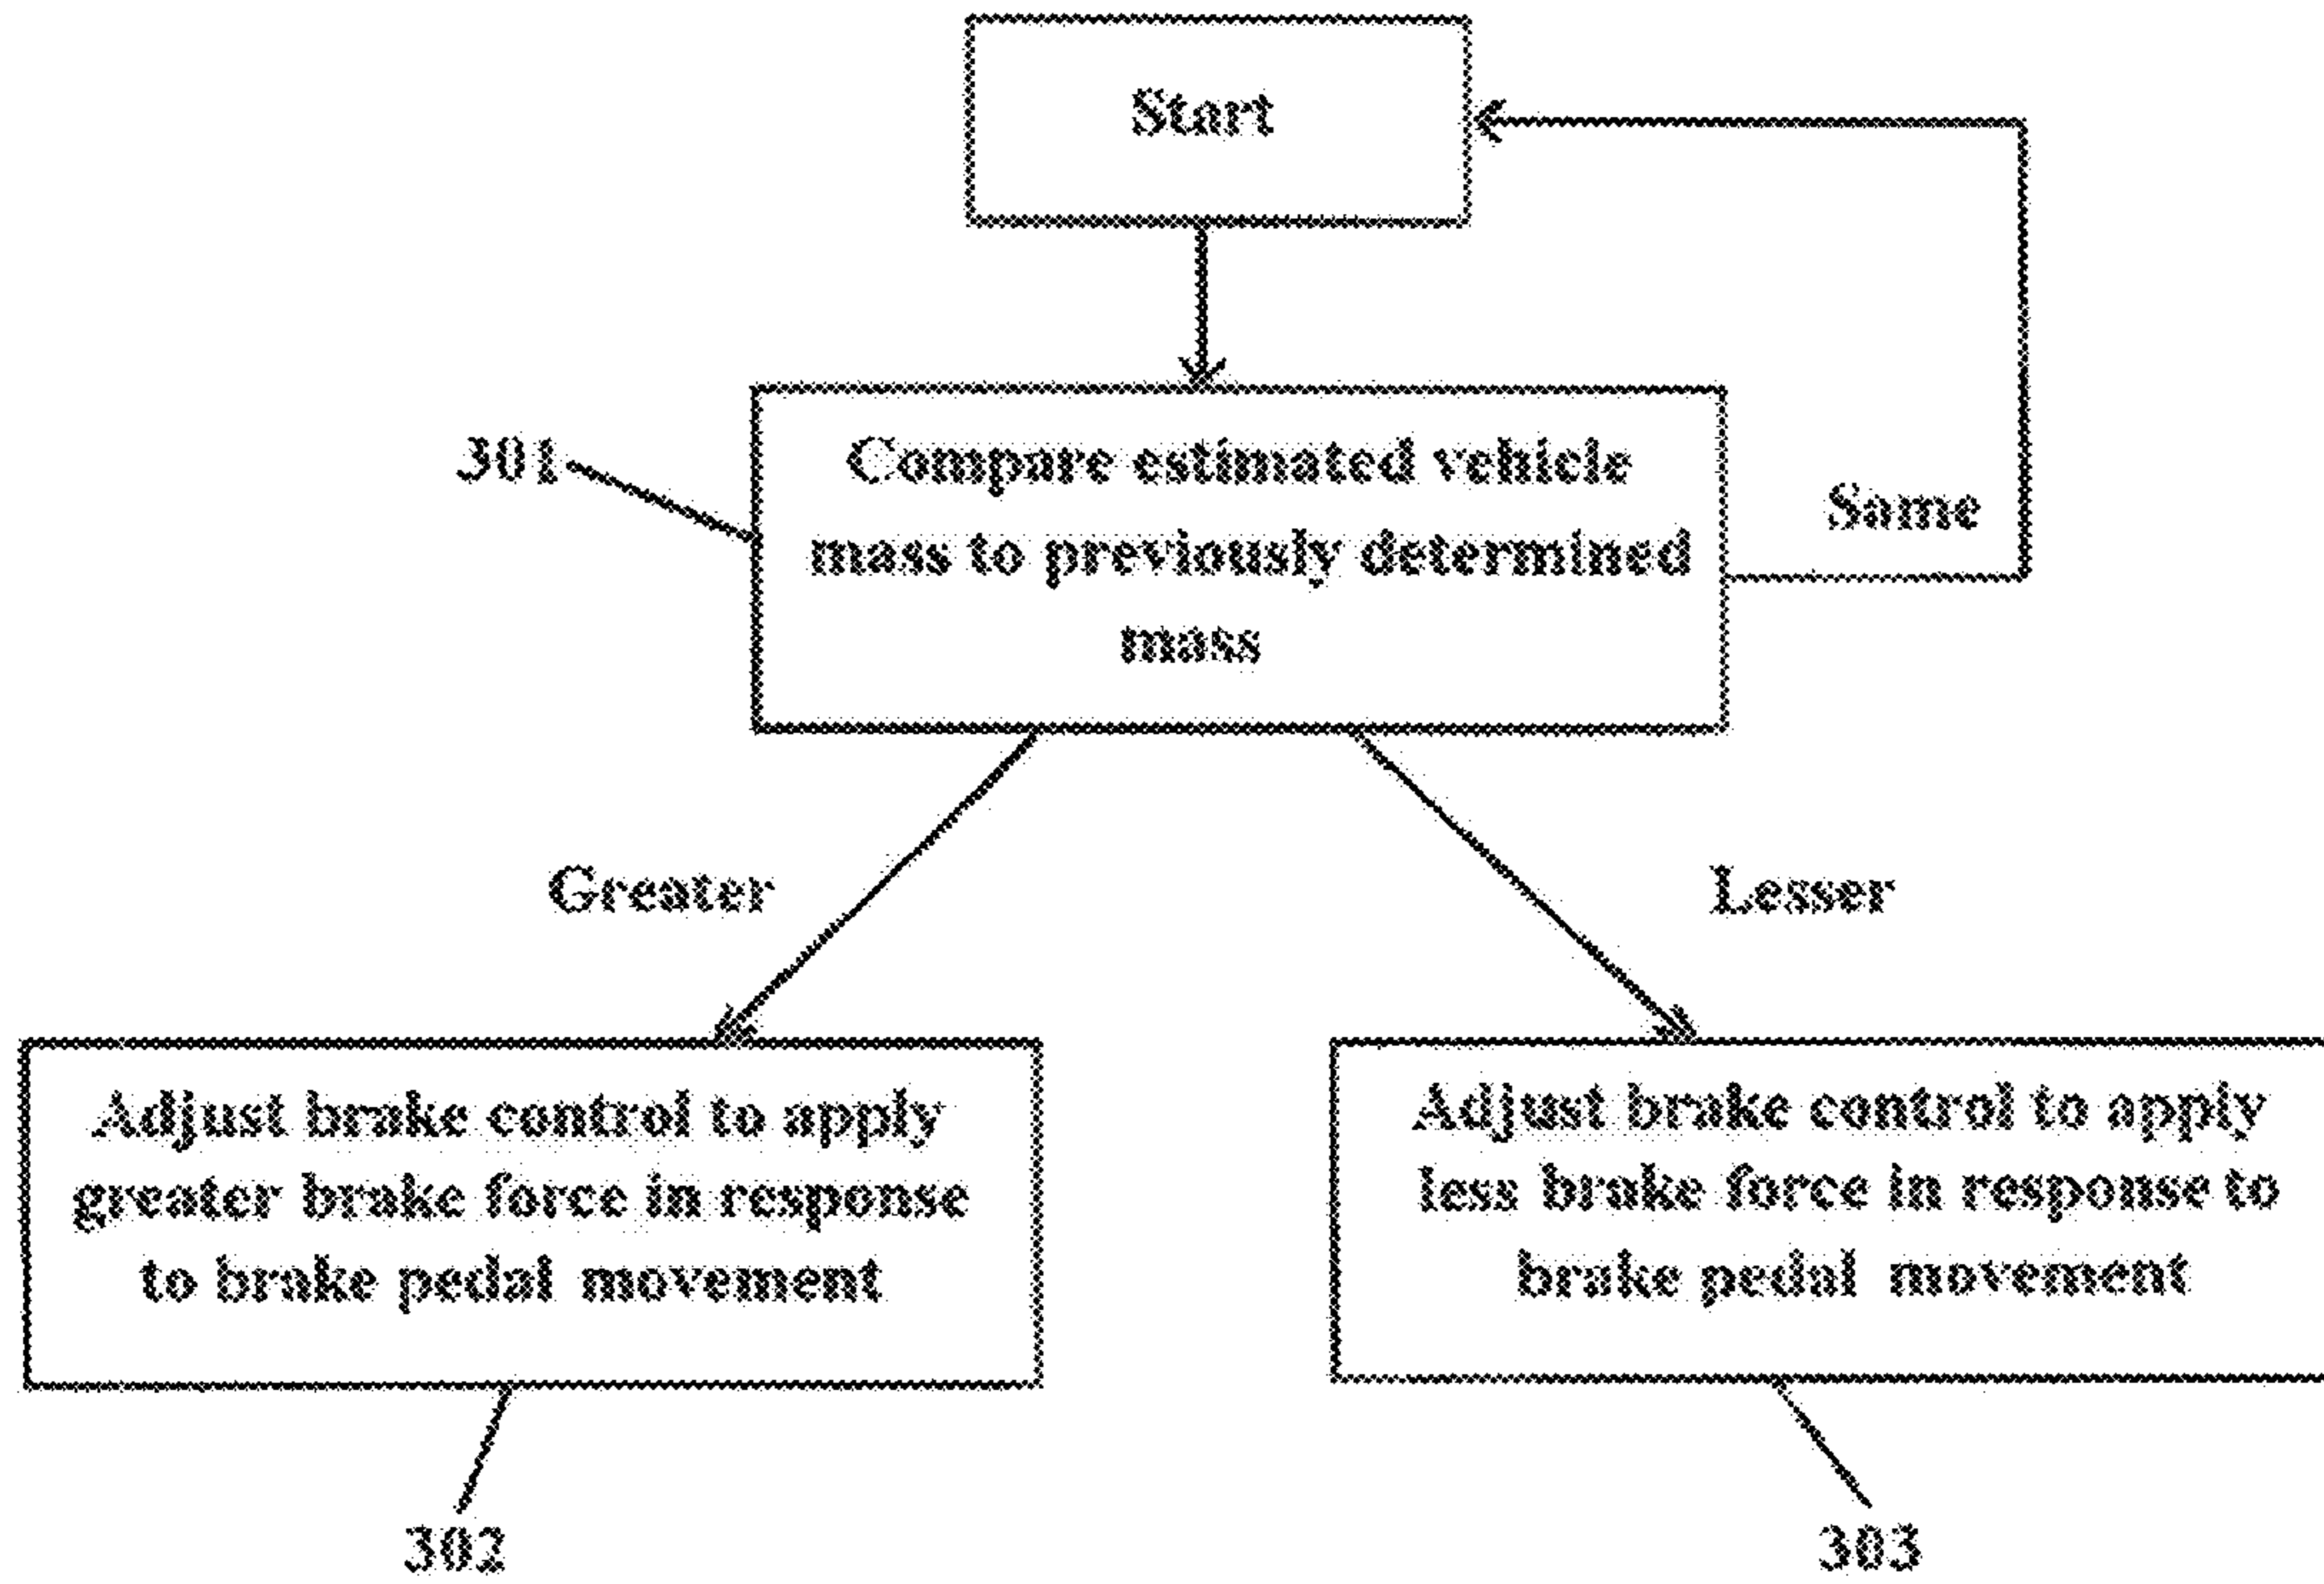 Start
301
Compare estimated vehicle
mass to previously determined
mass
Same
Greater
Lesser
Adjust brake control to apply
greater brake force in response
to brake pedal movement
Adjust brake control to apply
less brake force in response to
brake pedal movement
302
303